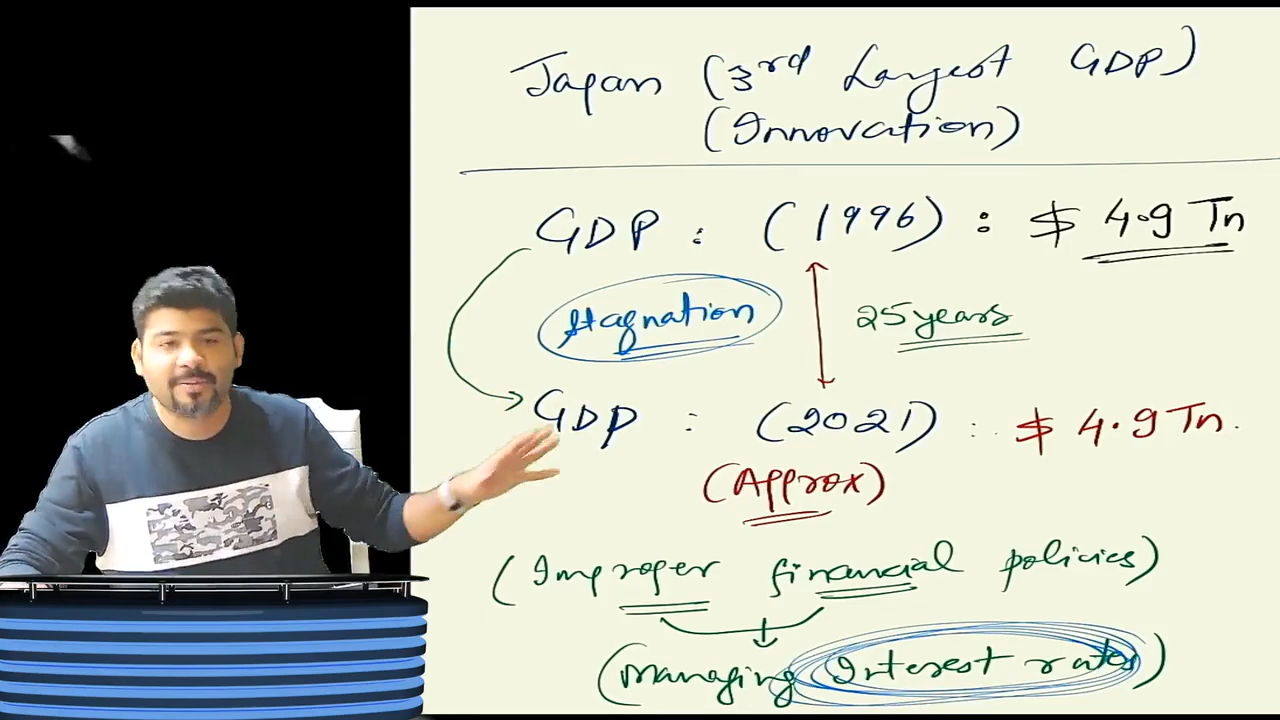 Japan (3rd Largest GDP)
(Innovation)
GDP : (1996) : $ 4.9 Tn
Stagnation
25 years
GDP : (2021) : $ 4.9 Tn.
(Approx)
(Improper financial policies)
(Managing Interest rates)